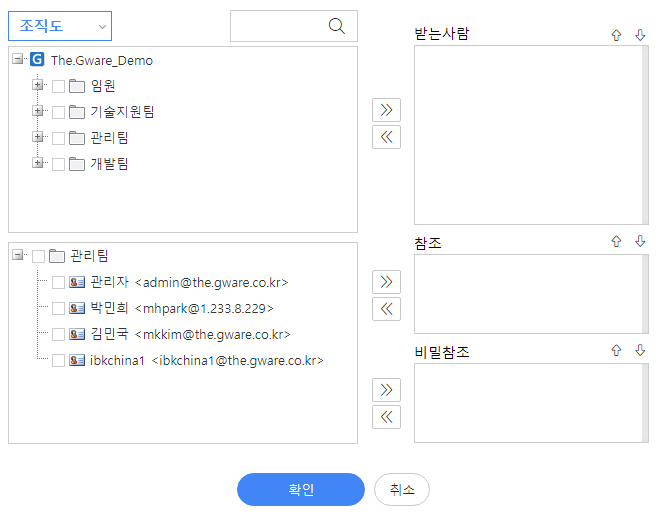 조직도
The.Gware_Demo
임원
기술지원팀
관리팀
개발팀
관리팀
관리자 <admin@the.gware.co.kr>
박민희 <mhpark@1.233.8.229>
김민국 <mkkim@the.gware.co.kr>
ibkchina1 <ibkchina1@the.gware.co.kr>
받는사람
참조
비밀참조
확인
취소